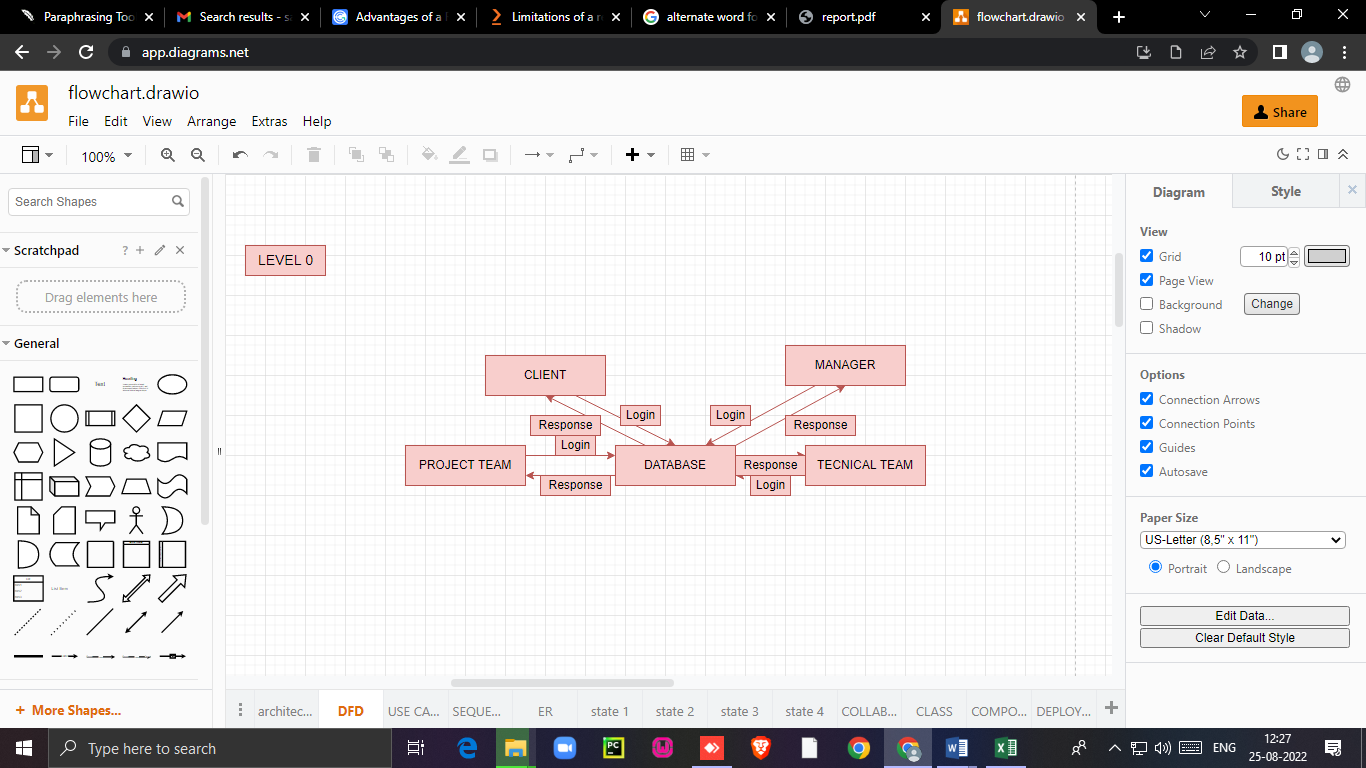 Paraphrasing Too
Search results - sa
Advantages of a
Limitations of a r
alternate word fo
report.pdf
flowchart.drawio
app.diagrams.net
flowchart.drawio
File Edit View Arrange Extras Help
Share
100%
Search Shapes
Scratchpad
?
Drag elements here
General
Text
Heading
List Item
More Shapes...
LEVEL 0
CLIENT
MANAGER
Login
Login
Response
Response
Login
PROJECT TEAM
DATABASE
Response
TECNICAL TEAM
Response
Login
architec...
DFD
USE CA...
SEQUE...
ER
state 1
state 2
state 3
state 4
COLLAB...
CLASS
COMPO...
DEPLOY...
Diagram
Style
View
Grid
10 pt
Page View
Background
Change
Shadow
Options
Connection Arrows
Connection Points
Guides
Autosave
Paper Size
US-Letter (8,5" x 11")
Portrait
Landscape
Edit Data...
Clear Default Style
Type here to search
PC
W
X
ENG
12:27
25-08-2022